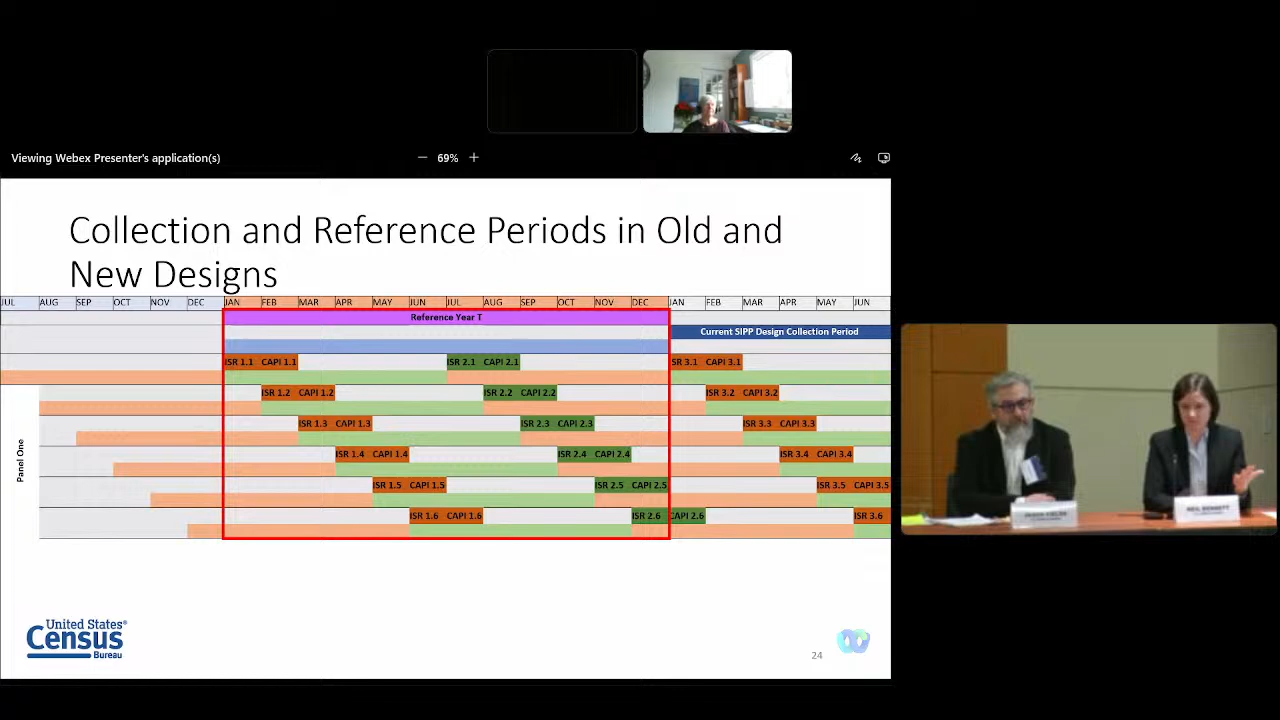 Viewing Webex Presenter's application(s)
69%
Collection and Reference Periods in Old and
New Designs
JUL AUG SEP OCT NOV DEC JAN FEB MAR APR MAY JUN JUL AUG SEP OCT NOV DEC JAN FEB MAR APR MAY JUN
Reference Year T
Current SIPP Design Collection Period
ISR 1.1 CAPI 1.1 ISR 2.1 CAPI 2.1 SR 3.1 CAPI 3.1
ISR 1.2 CAPI 1.2 ISR 2.2 CAPI 2.2 ISR 3.2 CAPI 3.2
ISR 1.3 CAPI 1.3 ISR 2.3 CAPI 2.3 ISR 3.3 CAPI 3.3
Panel One
ISR 1.4 CAPI 1.4 ISR 2.4 CAPI 2.4 ISR 3.4 CAPI 3.4
ISR 1.5 CAPI 1.5 ISR 2.5 CAPI 2.5 ISR 3.5 CAPI 3.5
ISR 1.6 CAPI 1.6 ISR 2.6 CAPI 2.6 ISR 3.6
United States®
Census
Bureau
24
NEIL BENNETT